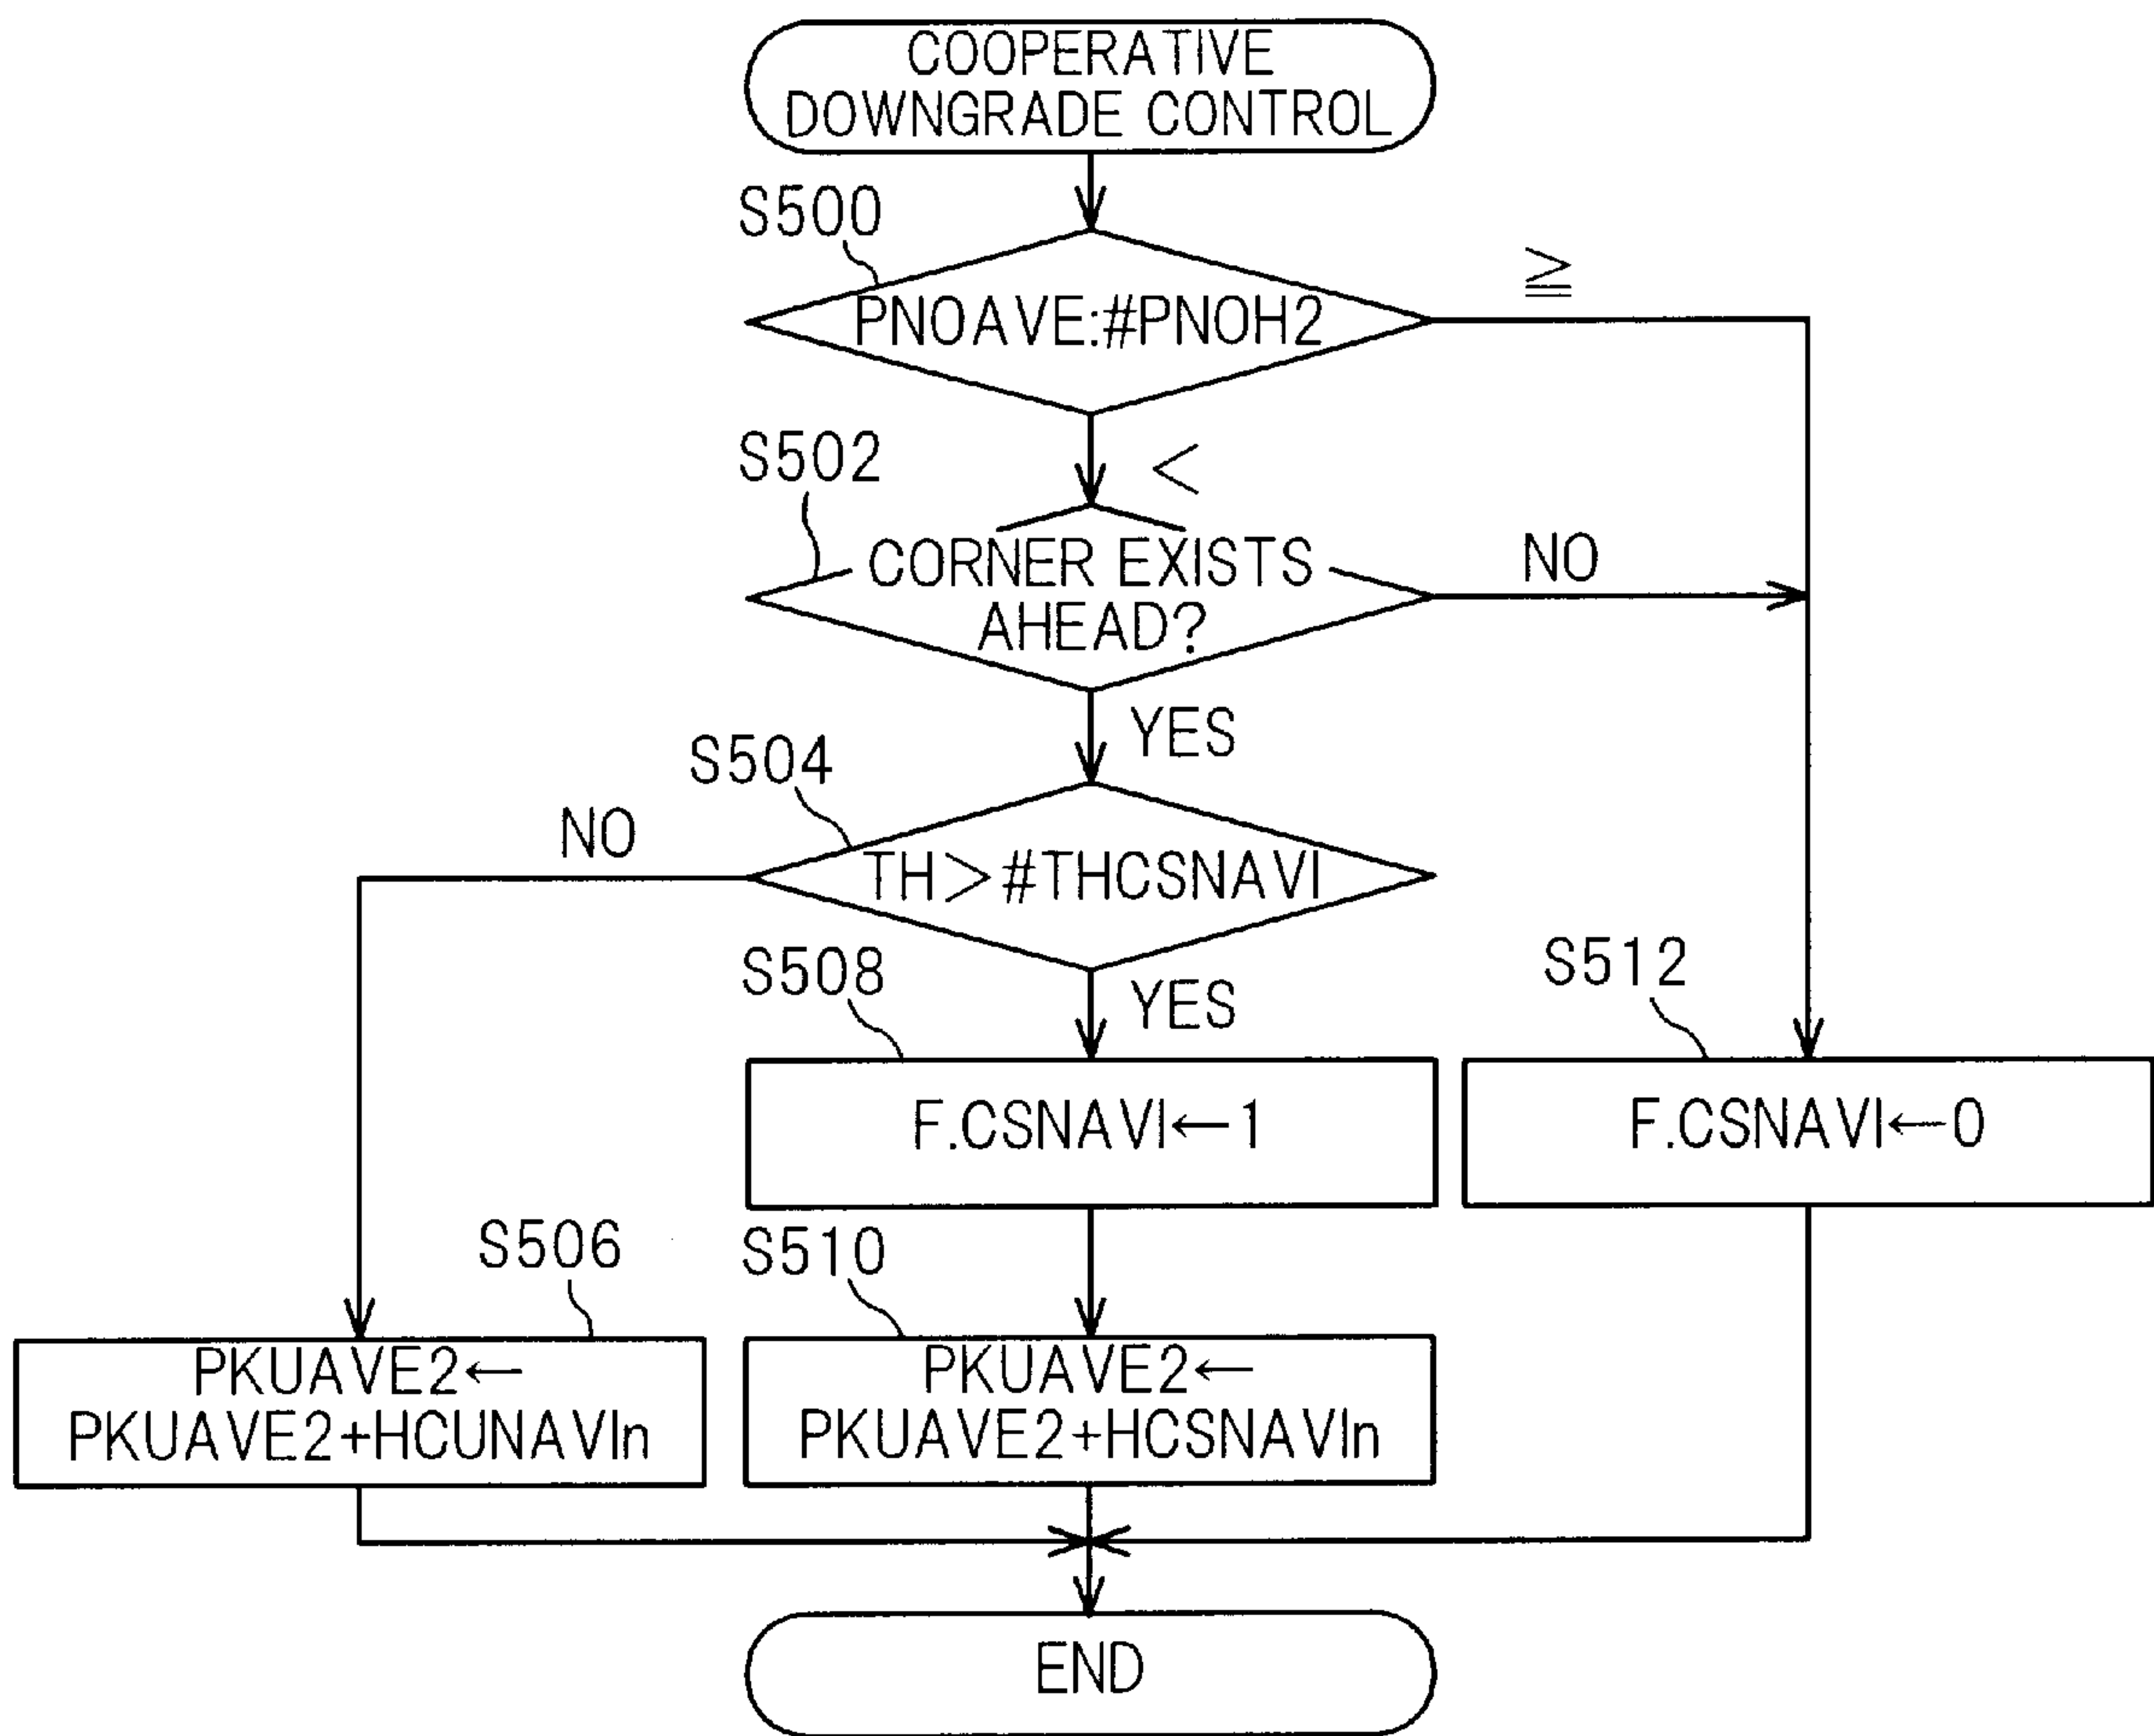 COOPERATIVE
DOWNGRADE CONTROL
S500
PNOAVE:#PNOH2
≧
<
S502
CORNER EXISTS
AHEAD?
NO
YES
S504
NO
TH>#THCSNAVI
YES
S508
S512
F.CSNAVI←1
F.CSNAVI←0
S506
S510
PKUAVE2←
PKUAVE2+HCUNAVIn
PKUAVE2←
PKUAVE2+HCSNAVIn
END